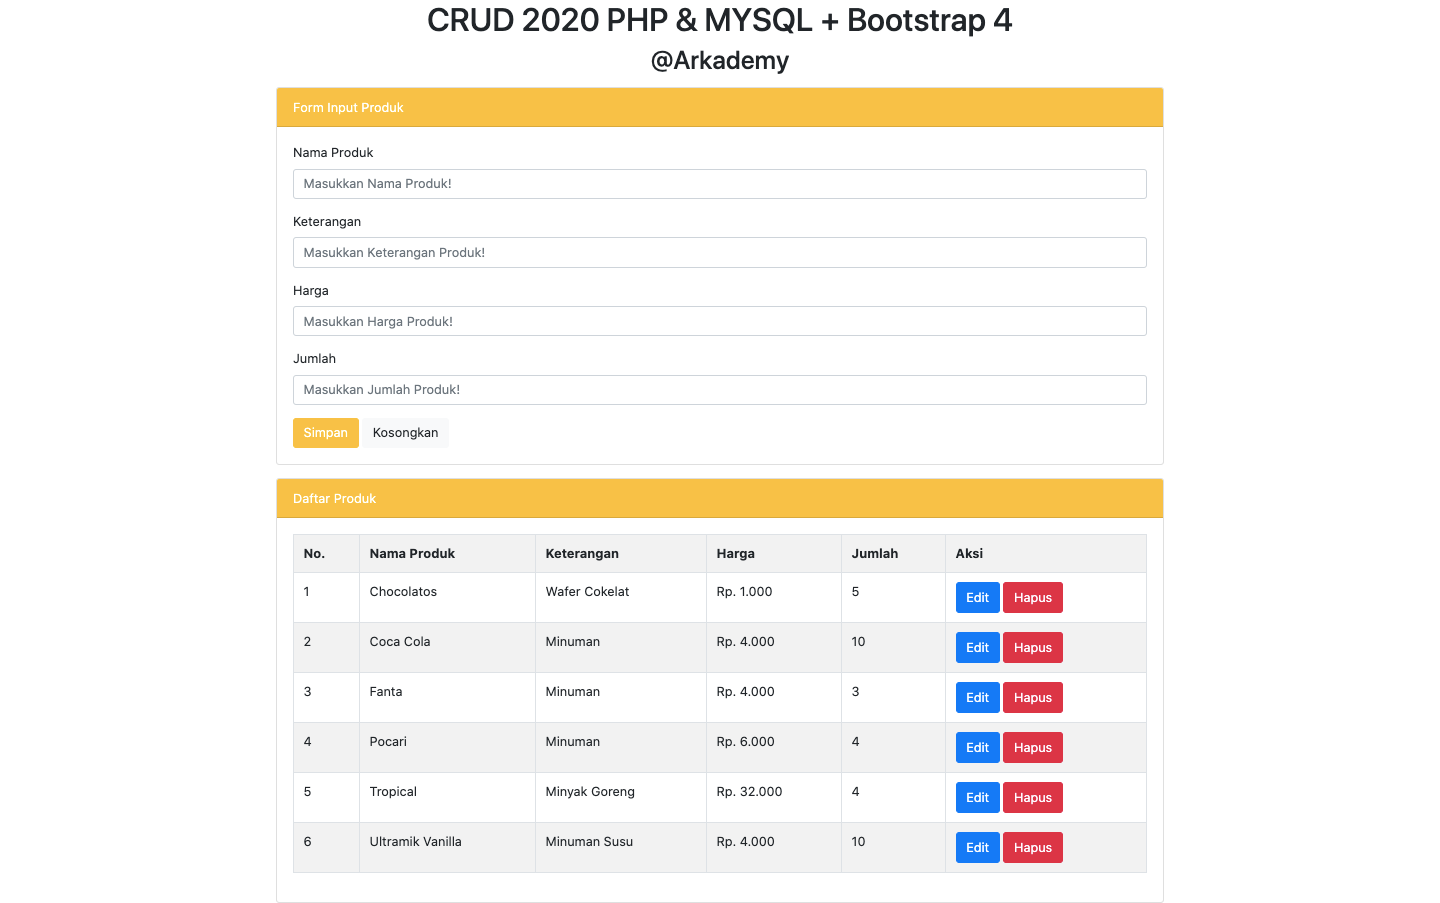 CRUD 2020 PHP & MYSQL + Bootstrap 4
@Arkademy
Form Input Produk
Nama Produk
Masukkan Nama Produk!
Keterangan
Masukkan Keterangan Produk!
Harga
Masukkan Harga Produk!
Jumlah
Masukkan Jumlah Produk!
Simpan Kosongkan
Daftar Produk
No. Nama Produk Keterangan Harga Jumlah Aksi
1 Chocolatos Wafer Cokelat Rp. 1.000 5 Edit Hapus
2 Coca Cola Minuman Rp. 4.000 10 Edit Hapus
3 Fanta Minuman Rp. 4.000 3 Edit Hapus
4 Pocari Minuman Rp. 6.000 4 Edit Hapus
5 Tropical Minyak Goreng Rp. 32.000 4 Edit Hapus
6 Ultramik Vanilla Minuman Susu Rp. 4.000 10 Edit Hapus